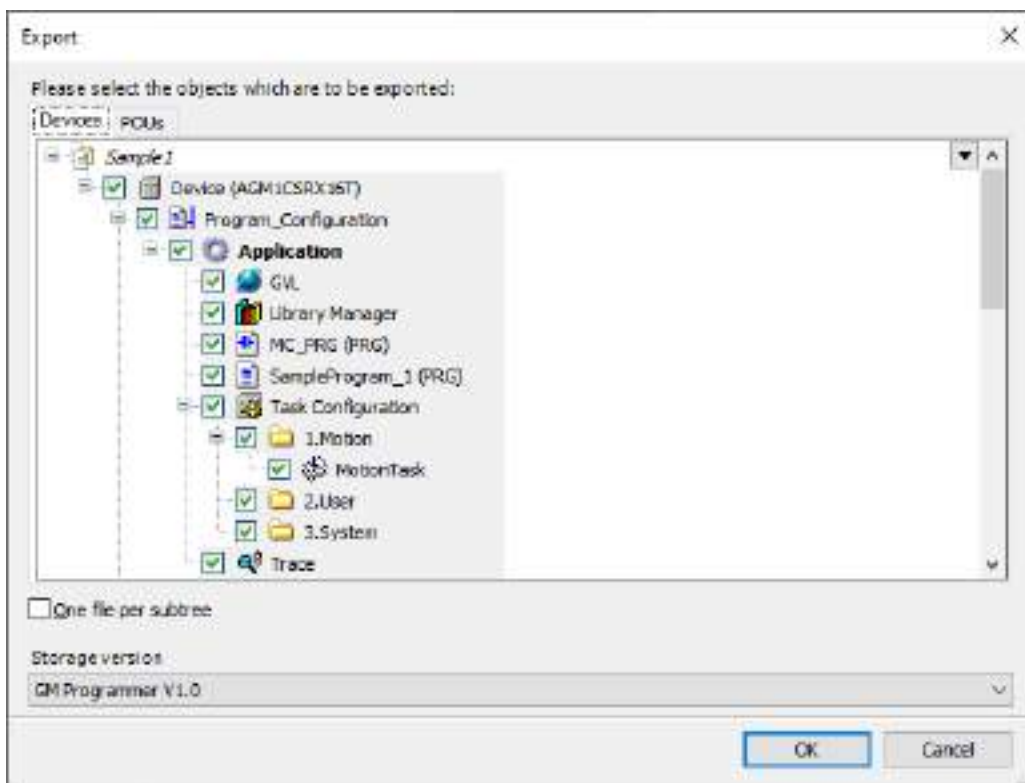 Export
Please select the objects which are to be exported:
Devices POUs
Sample1
Device (AGM1CSRX16T)
Program_Configuration
Application
GVL
Library Manager
MC_PRG (PRG)
SampleProgram_1 (PRG)
Task Configuration
1.Motion
MotionTask
2.User
3.System
Trace
One file per subtree
Storage version
GM Programmer V1.0
OK Cancel